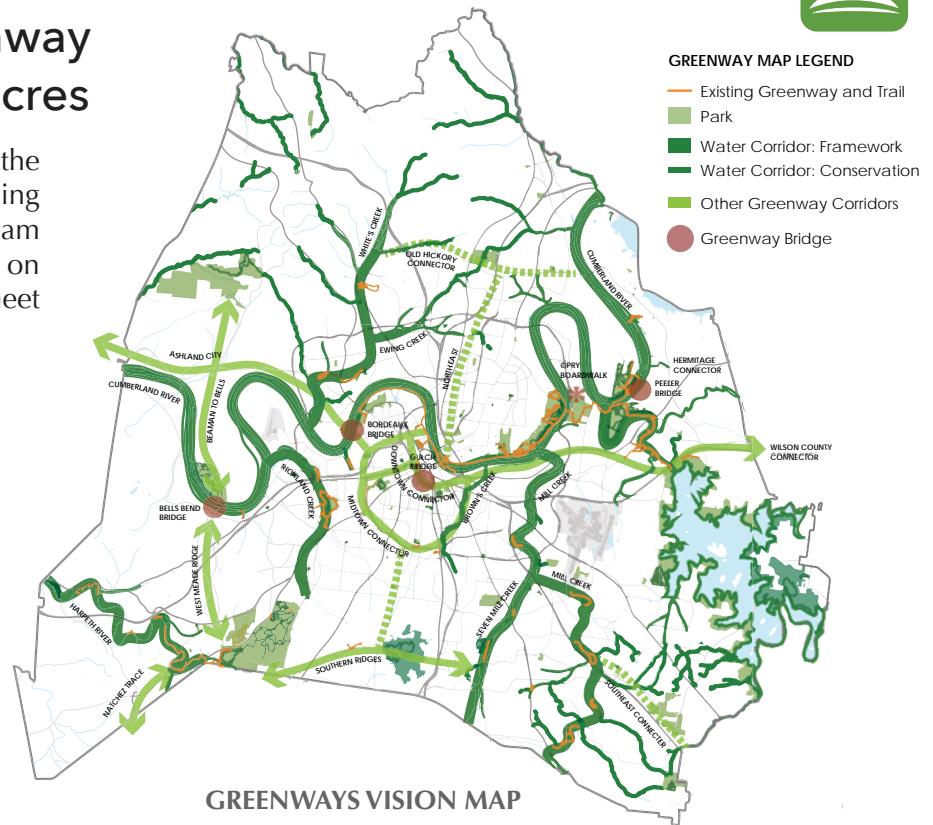 way
cres
the
ing
am
on
eet
GREENWAY MAP LEGEND
Existing Greenway and Trail
Park
Water Corridor: Framework
Water Corridor: Conservation
Other Greenway Corridors
Greenway Bridge
WHITE'S CREEK
OLD HICKORY
CONNECTOR
CUMBERLAND RIVER
EWING CREEK
ASHLAND CITY
NORTHEAST
OPRY
BOARDWALK
HERMITAGE
CONNECTOR
PEELER
BRIDGE
CUMBERLAND RIVER
BEAMAN TO BELLS
BORDEAUX
BRIDGE
WILSON COUNTY
CONNECTOR
GULCH
BRIDGE
DOWNTOWN CONNECTOR
RICHLAND CREEK
BROWN'S CREEK
MILL CREEK
BELLS BEND
BRIDGE
MIDTOWN CONNECTOR
WEST MEADE RIDGE
MILL CREEK
HARPETH RIVER
SEVEN MILE CREEK
SOUTHERN RIDGES
NATCHEZ TRACE
SOUTHEAST CONNECTER
GREENWAYS VISION MAP